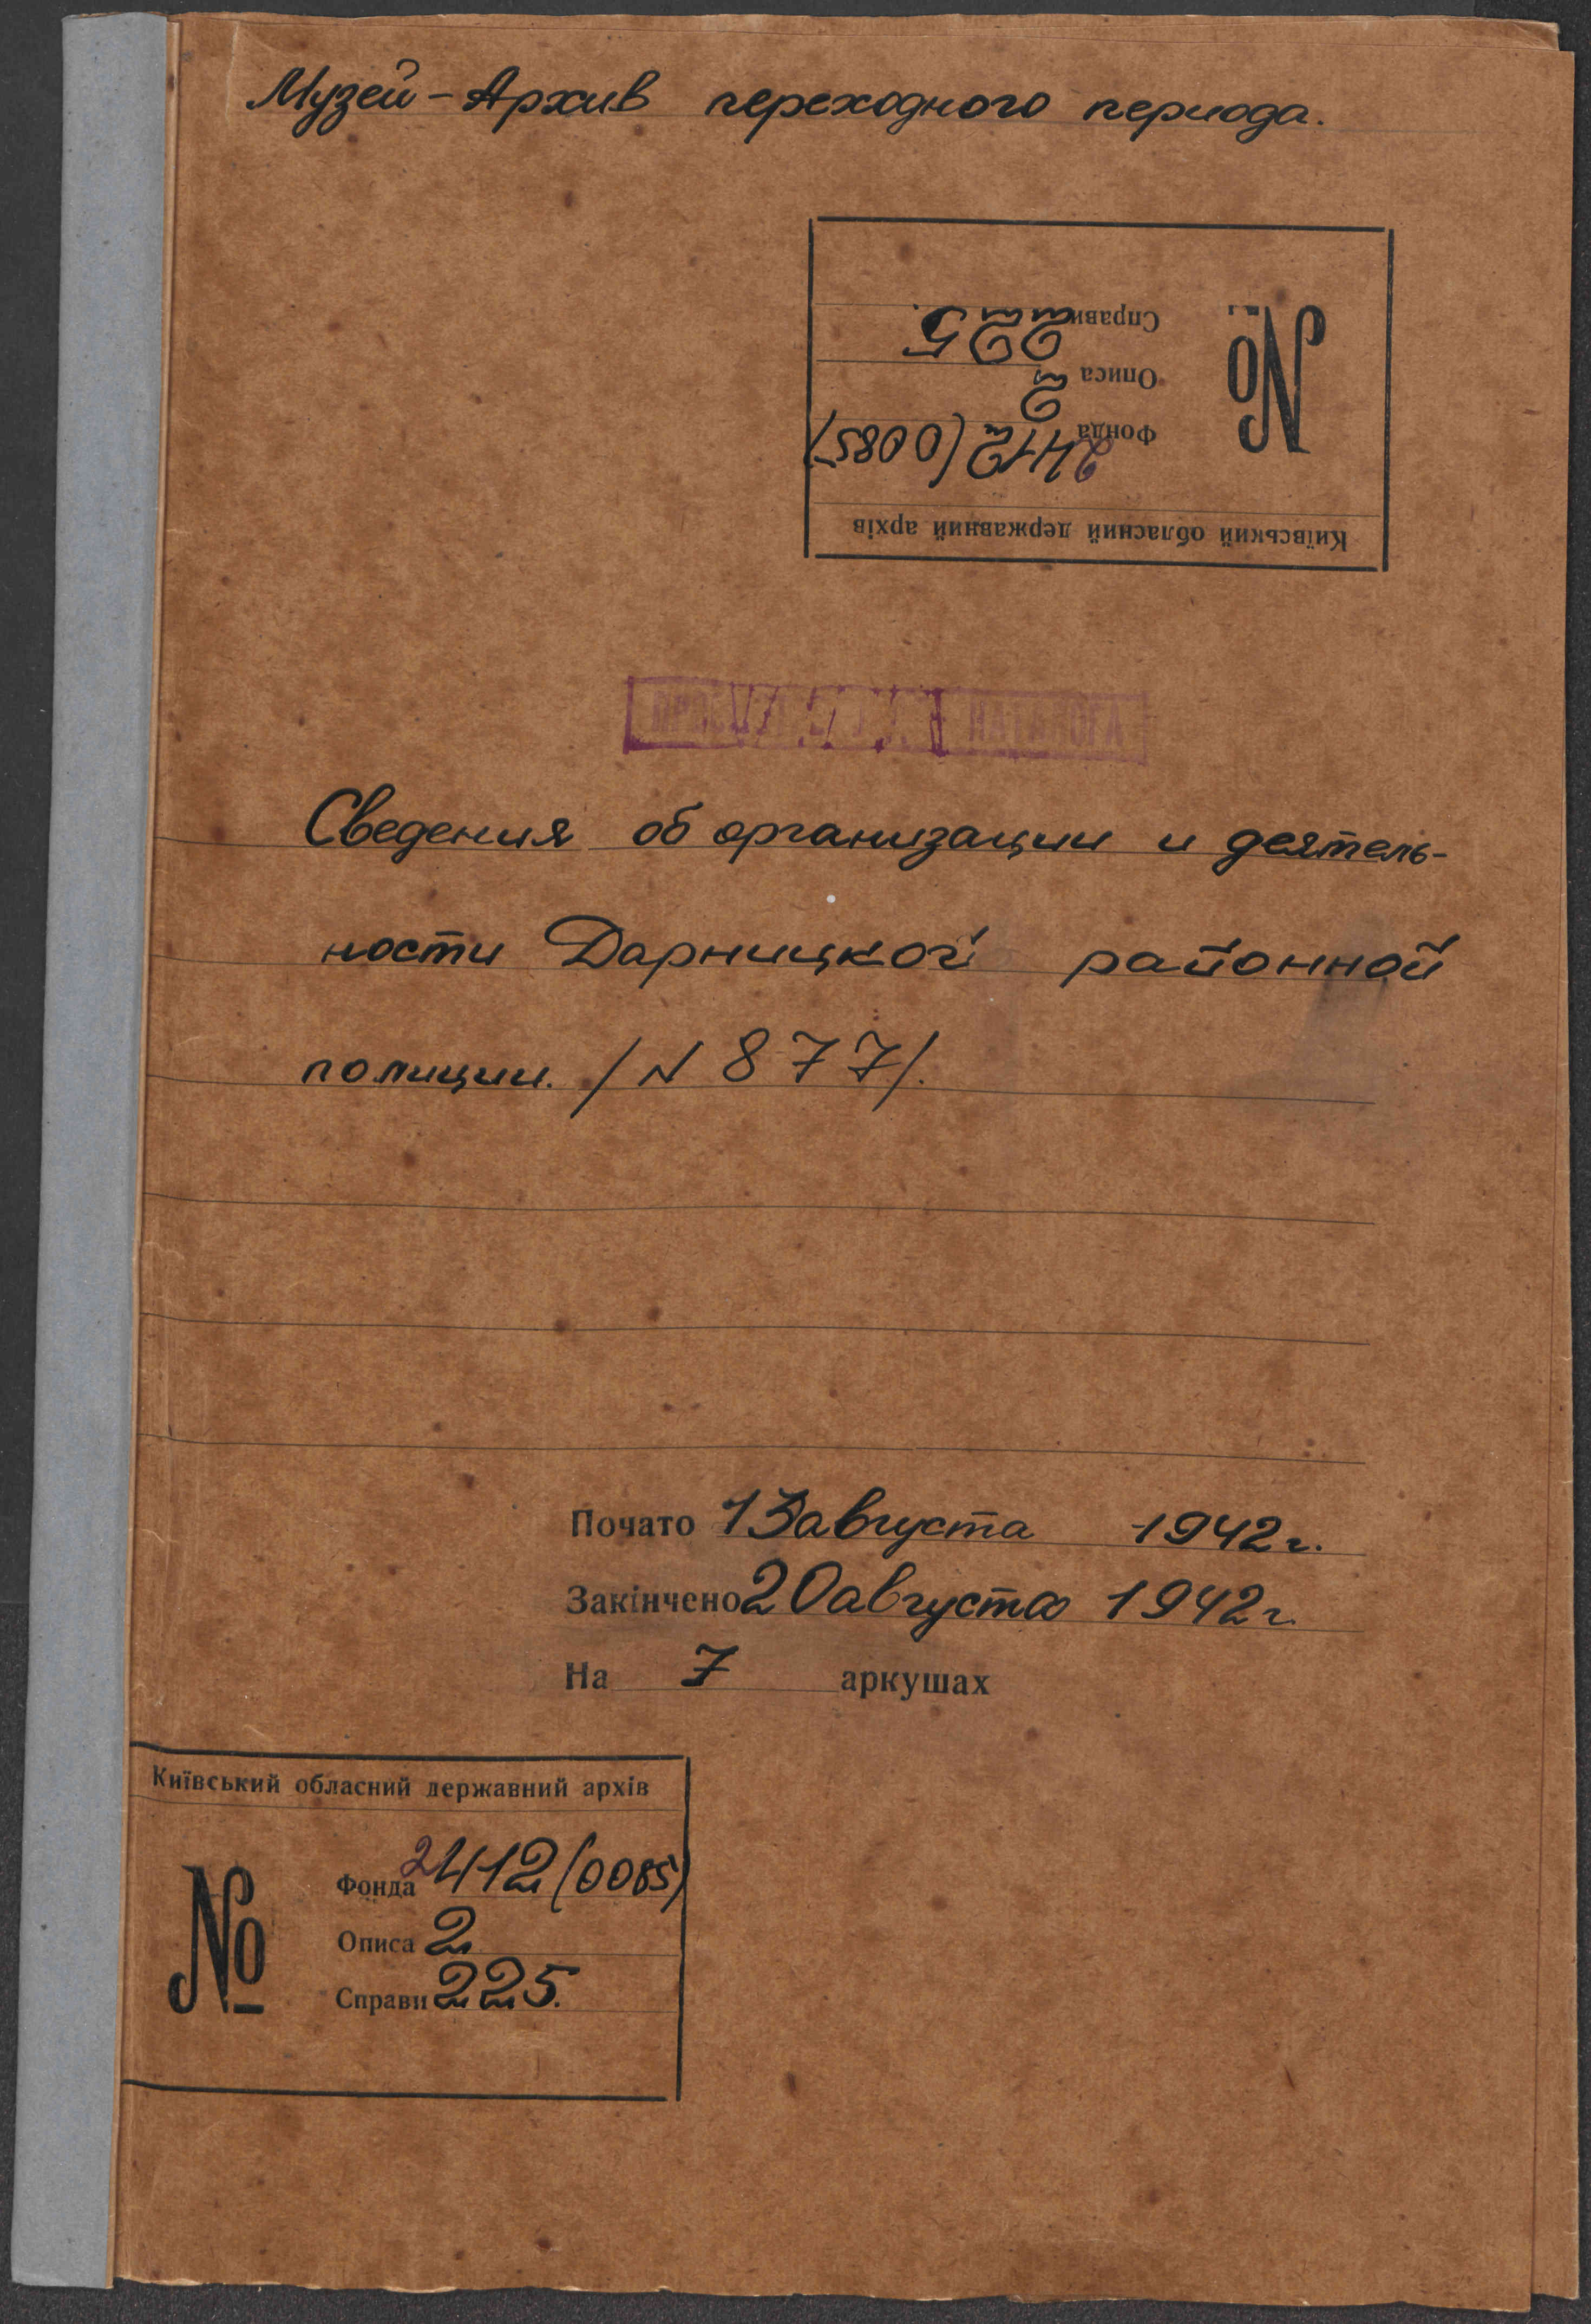 Музей-Архив переходного периода.
Київський обласний державний архів
№
Фонда 2412 (0085)
Описа 2
Справи 225.
КАТАЛОГА
Сведения об организации и деятель-
ности Дарницкой районной
полиции. /N 877/.
Почато 13 августа 1942 г.
Закінчено 20 августа 1942 г.
На 7 аркушах
Київський обласний державний архів
№
Фонда 2412 (0085)
Описа 2
Справи 225.